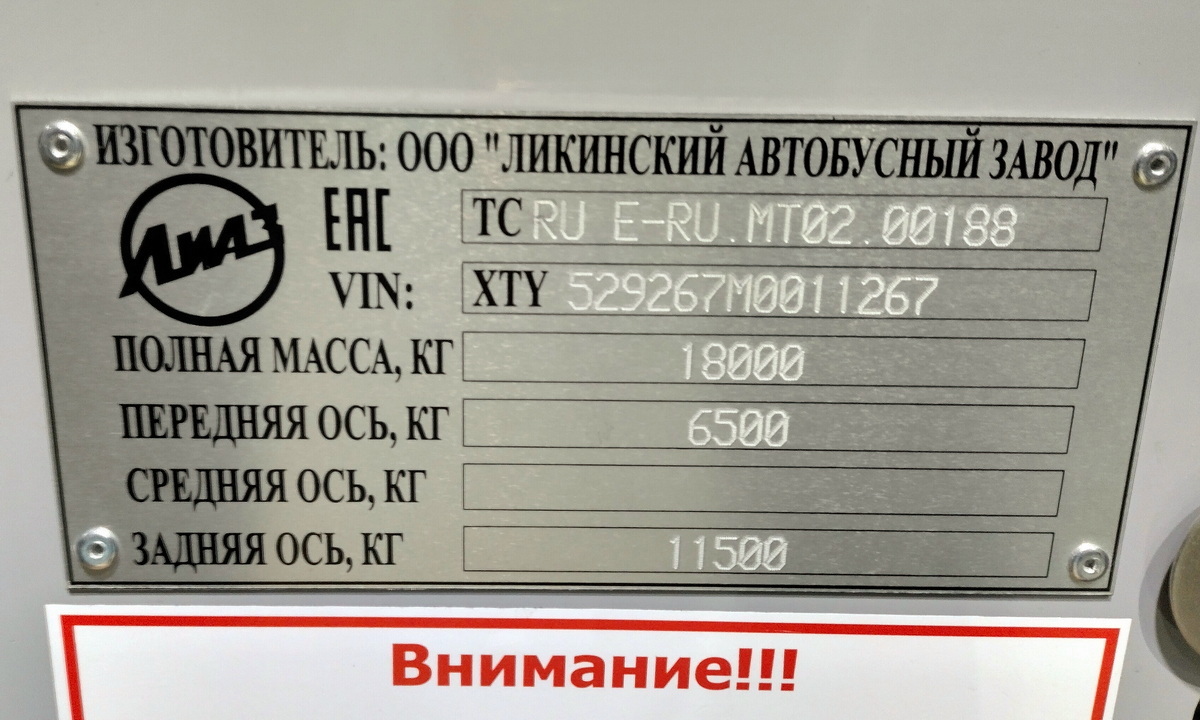 ИЗГОТОВИТЕЛЬ: ООО "ЛИКИНСКИЙ АВТОБУСНЫЙ ЗАВОД"
ЛиАЗ EAC ТС RU E-RU.MT02.00188
VIN: XTY 529267M0011267
ПОЛНАЯ МАССА, КГ 18000
ПЕРЕДНЯЯ ОСЬ, КГ 6500
СРЕДНЯЯ ОСЬ, КГ
ЗАДНЯЯ ОСЬ, КГ 11500
Внимание!!!